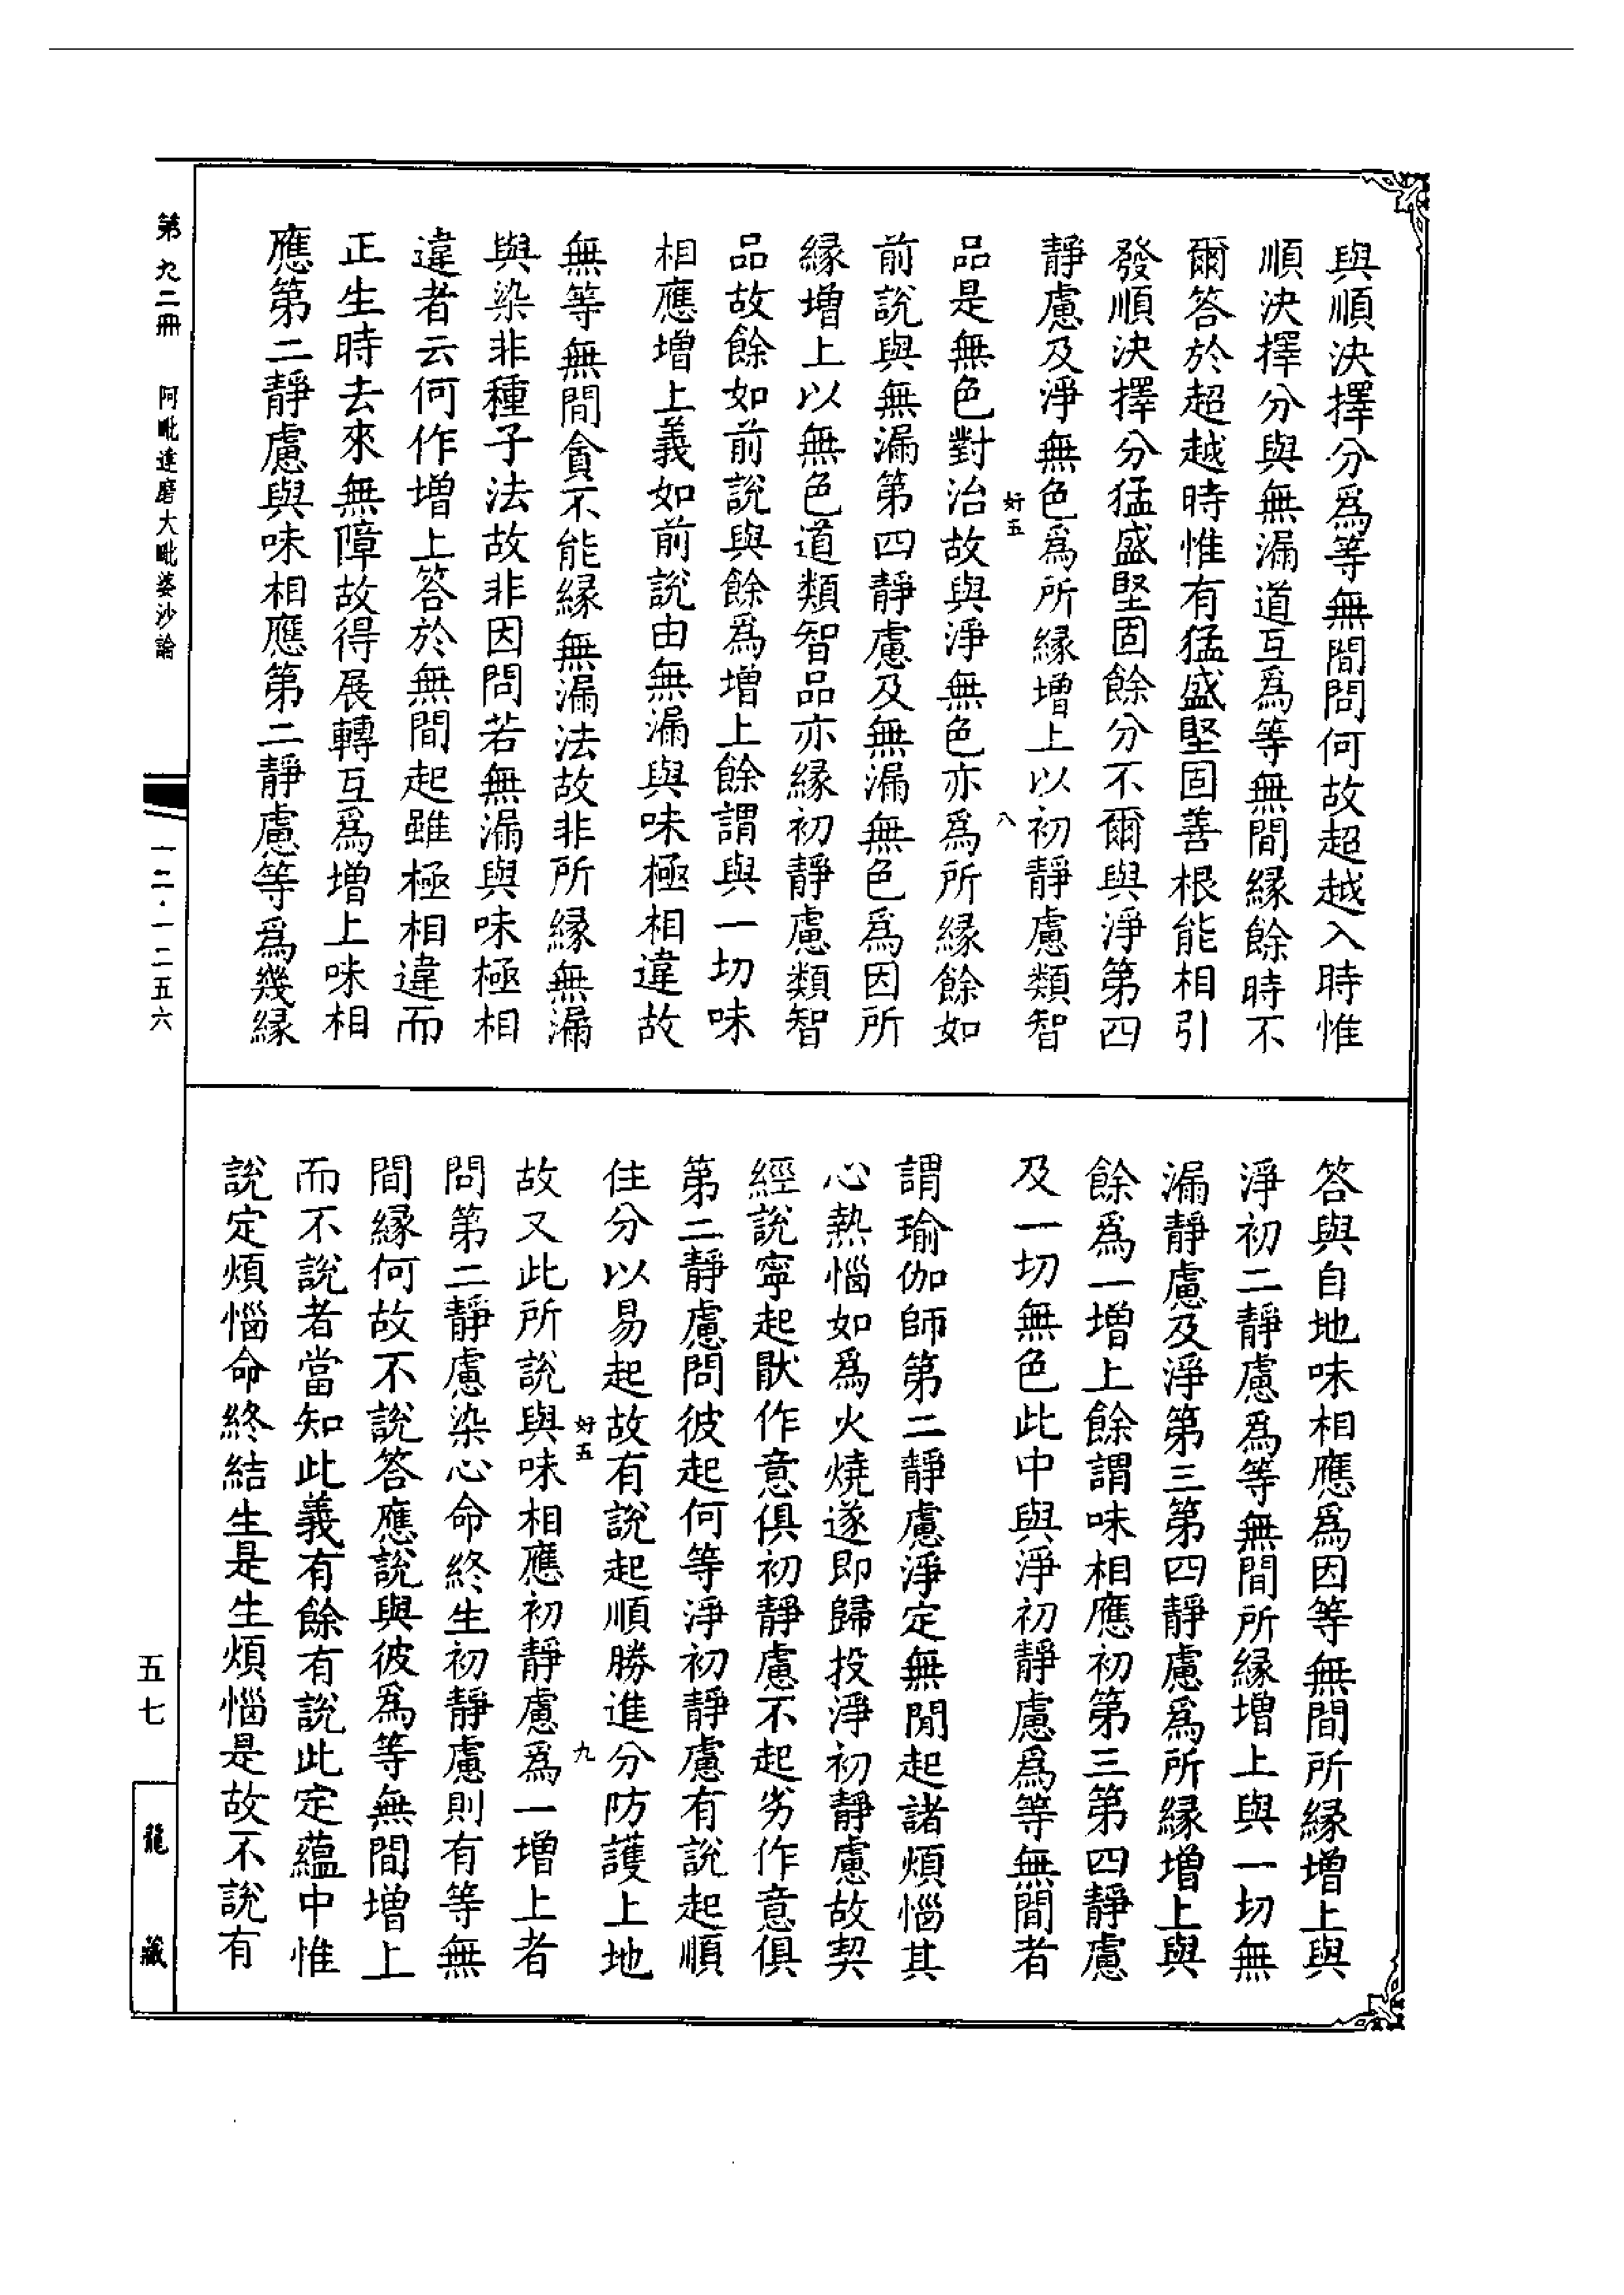 與順決擇分爲等無間問何故超越入時惟
順決擇分與無漏道互爲等無間緣餘時不
爾答於超越時惟有猛盛堅固善根能相引
發順決擇分猛盛堅固餘分不爾與淨第四
靜慮及淨無色爲所緣增上以初靜慮類智
好五
八
品是無色對治故與淨無色亦爲所緣餘如
前說與無漏第四靜慮及無漏無色爲因所
緣增上以無色道類智品亦緣初靜慮類智
品故餘如前說與餘爲增上餘謂與一切味
相應增上義如前說由無漏與味極相違故
無等無間貪不能緣無漏法故非所緣無漏
與染非種子法故非因問若無漏與味極相
違者云何作增上答於無間起雖極相違而
正生時去來無障故得展轉互爲增上味相
應第二靜慮與味相應第二靜慮等爲幾緣
答與自地味相應爲因等無間所緣增上與
淨初二靜慮爲等無間所緣增上與一切無
漏靜慮及淨第三第四靜慮爲所緣增上與
餘爲一增上餘謂味相應初第三第四靜慮
及一切無色此中與淨初靜慮爲等無間者
謂瑜伽師第二靜慮淨定無閒起諸煩惱其
心熱惱如爲火燒遂即歸投淨初靜慮故契
經說寧起猒作意俱初靜慮不起劣作意俱
第二靜慮問彼起何等淨初靜慮有說起順
住分以易起故有說起順勝進分防護上地
好五
九
故又此所說與味相應初靜慮爲一增上者
問第二靜慮染心命終生初靜慮則有等無
間緣何故不說答應說與彼爲等無間增上
而不說者當知此義有餘有說此定蘊中惟
說定煩惱命終結生是生煩惱是故不說有
第九二冊 阿毗達磨大毗婆沙論
一二·一二五六
五七
龍藏